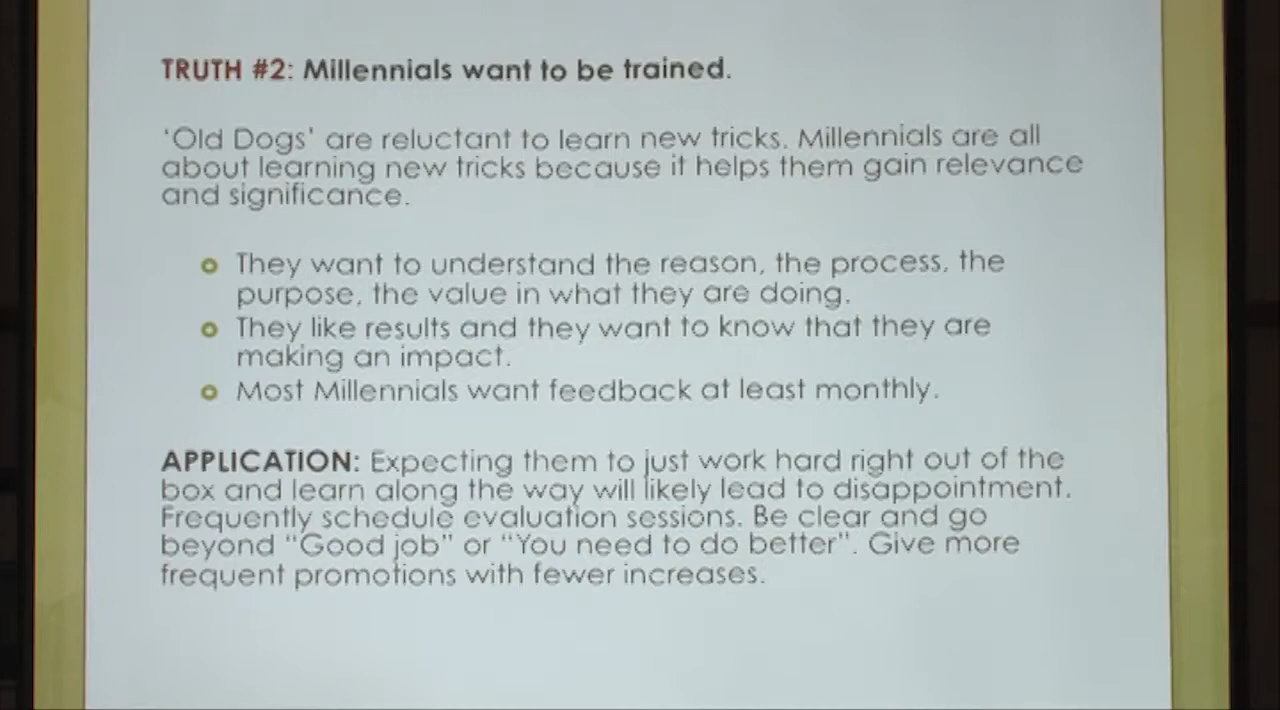 TRUTH #2: Millennials want to be trained.
'Old Dogs' are reluctant to learn new tricks. Millennials are all
about learning new tricks because it helps them gain relevance
and significance.
They want to understand the reason, the process, the
purpose, the value in what they are doing.
They like results and they want to know that they are
making an impact.
Most Millennials want feedback at least monthly.
APPLICATION: Expecting them to just work hard right out of the
box and learn along the way will likely lead to disappointment.
Frequently schedule evaluation sessions. Be clear and go
beyond "Good job" or "You need to do better". Give more
frequent promotions with fewer increases.